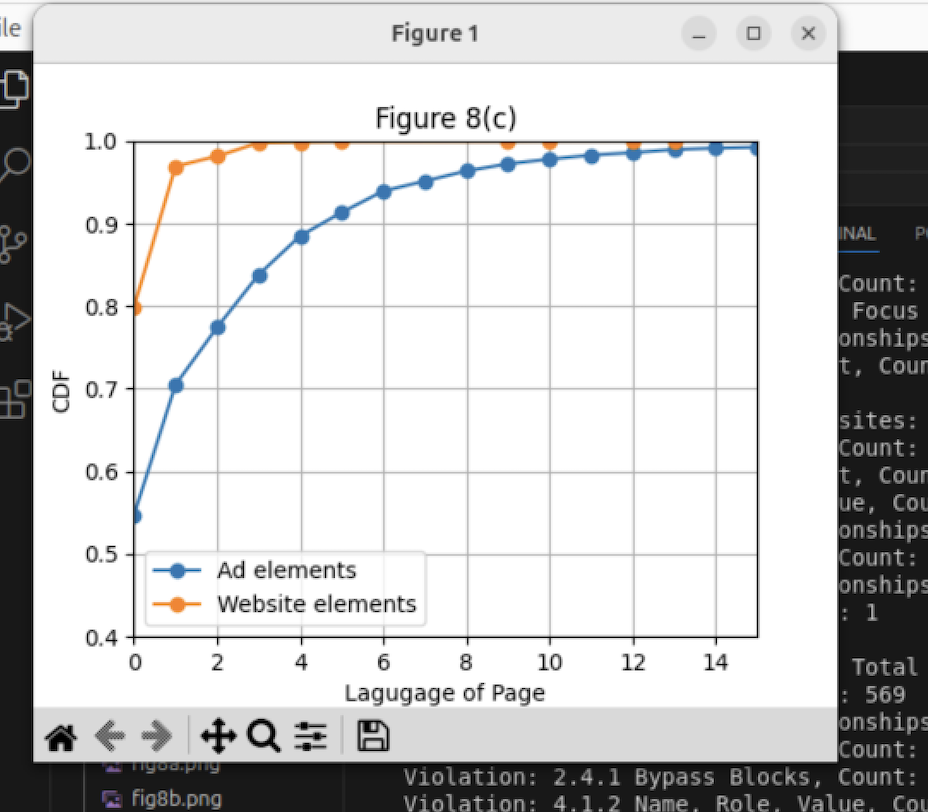 ile
Figure 1
Figure 8(c)
1.0
0.9
0.8
0.7
0.6
0.5
0.4
CDF
Ad elements
Website elements
0 2 4 6 8 10 12 14
Lagugage of Page
INAL
Count:
Focus
onships
t, Coun
sites:
Count:
t, Coun
ue, Cou
onships
Count:
onships
: 1
Total
: 569
onships
Count:
fig8a.png
Violation: 2.4.1 Bypass Blocks, Count:
fig8b.png
Violation: 4.1.2 Name, Role, Value, Cou